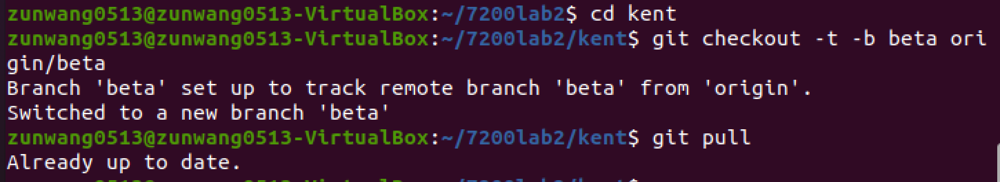 zunwang0513@zunwang0513-VirtualBox:~/7200lab2$ cd kent
zunwang0513@zunwang0513-VirtualBox:~/7200lab2/kent$ git checkout -t -b beta ori
gin/beta
Branch 'beta' set up to track remote branch 'beta' from 'origin'.
Switched to a new branch 'beta'
zunwang0513@zunwang0513-VirtualBox:~/7200lab2/kent$ git pull
Already up to date.